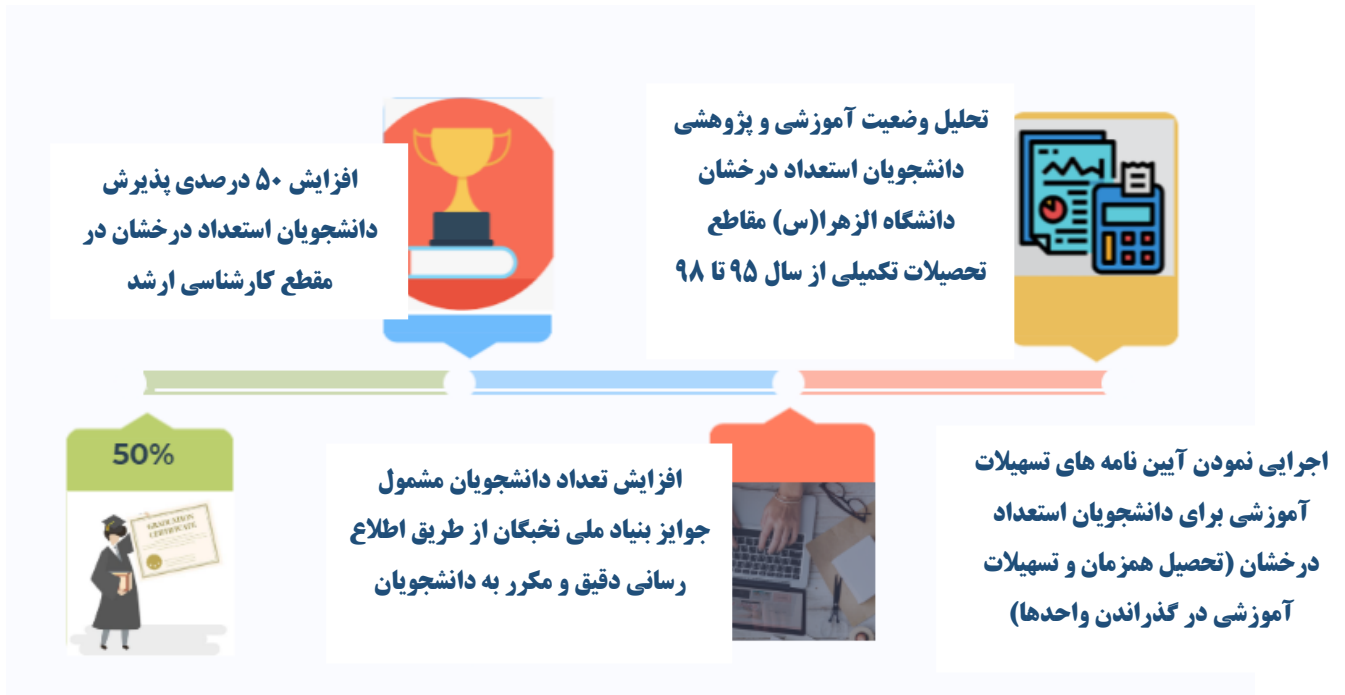 تحلیل وضعیت آموزشی و پژوهشی
دانشجویان استعداد درخشان
دانشگاه الزهرا(س) مقاطع
تحصیلات تکمیلی از سال ۹۵ تا ۹۸
افزایش ۵۰ درصدی پذیرش
دانشجویان استعداد درخشان در
مقطع کارشناسی ارشد
اجرایی نمودن آیین نامه های تسهیلات
آموزشی برای دانشجویان استعداد
درخشان (تحصیل همزمان و تسهیلات
آموزشی در گذراندن واحدها)
افزایش تعداد دانشجویان مشمول
جوایز بنیاد ملی نخبگان از طریق اطلاع
رسانی دقیق و مکرر به دانشجویان
50%
GRADUATION
CERTIFICATE